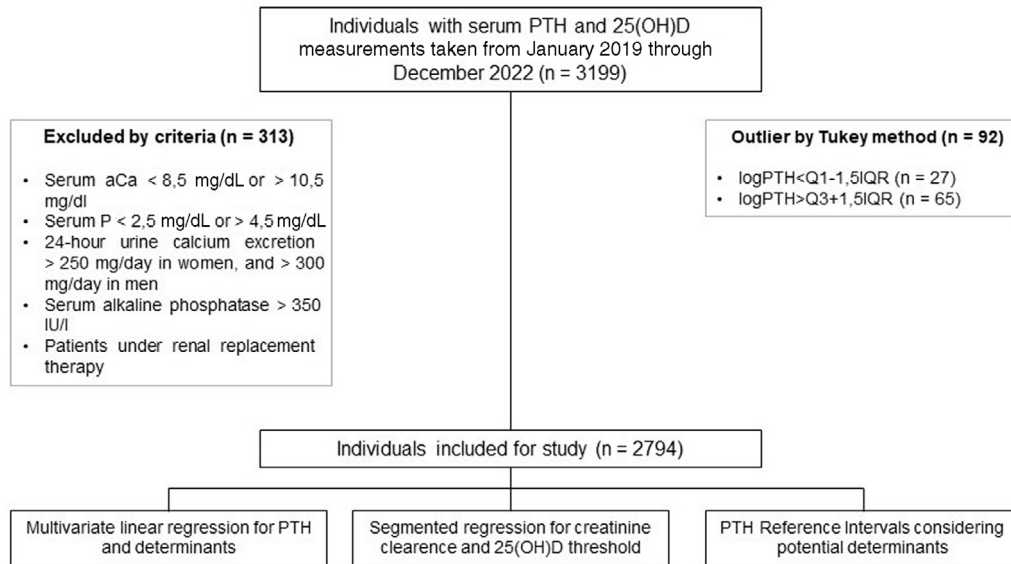 Individuals with serum PTH and 25(OH)D
measurements taken from January 2019 through
December 2022 (n = 3199)
Excluded by criteria (n = 313)
• Serum aCa < 8,5 mg/dL or > 10,5
mg/dl
• Serum P < 2,5 mg/dL or > 4,5 mg/dL
• 24-hour urine calcium excretion
> 250 mg/day in women, and > 300
mg/day in men
• Serum alkaline phosphatase > 350
IU/l
• Patients under renal replacement
therapy
Outlier by Tukey method (n = 92)
• logPTH<Q1-1,5IQR (n = 27)
• logPTH>Q3+1,5IQR (n = 65)
Individuals included for study (n = 2794)
Multivariate linear regression for PTH
and determinants
Segmented regression for creatinine
clearence and 25(OH)D threshold
PTH Reference Intervals considering
potential determinants